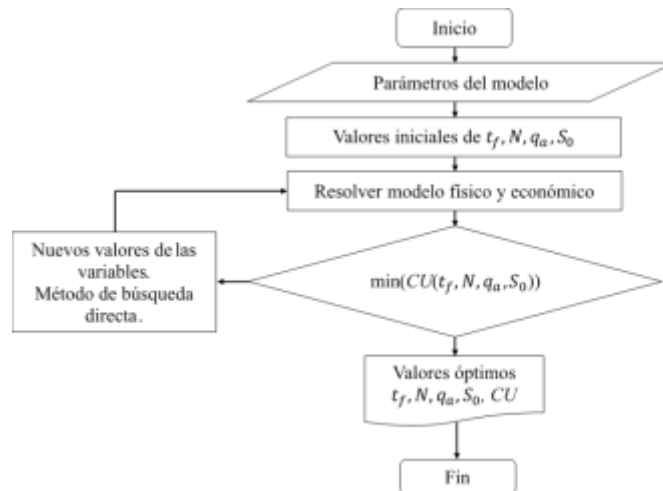 Inicio
Parámetros del modelo
Valores iniciales de t_f, N, q_a, S_0
Resolver modelo físico y económico
Nuevos valores de las
variables.
Método de búsqueda
directa.
min(CU(t_f, N, q_a, S_0))
Valores óptimos
t_f, N, q_a, S_0, CU
Fin